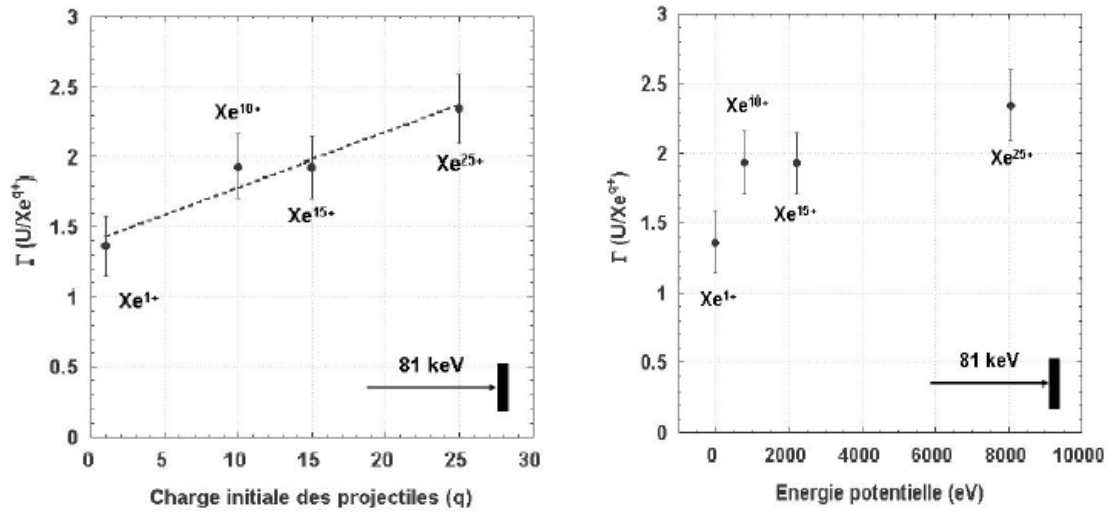 3
2.5
2
1.5
1
0.5
0
Γ (U/Xe^q+)
Xe^1+
Xe^10+
Xe^15+
Xe^25+
81 keV
0 5 10 15 20 25 30
Charge initiale des projectiles (q)
3
2.5
2
1.5
1
0.5
0
Γ (U/Xe^q+)
Xe^1+
Xe^10+
Xe^15+
Xe^25+
81 keV
0 2000 4000 6000 8000 10000
Energie potentielle (eV)